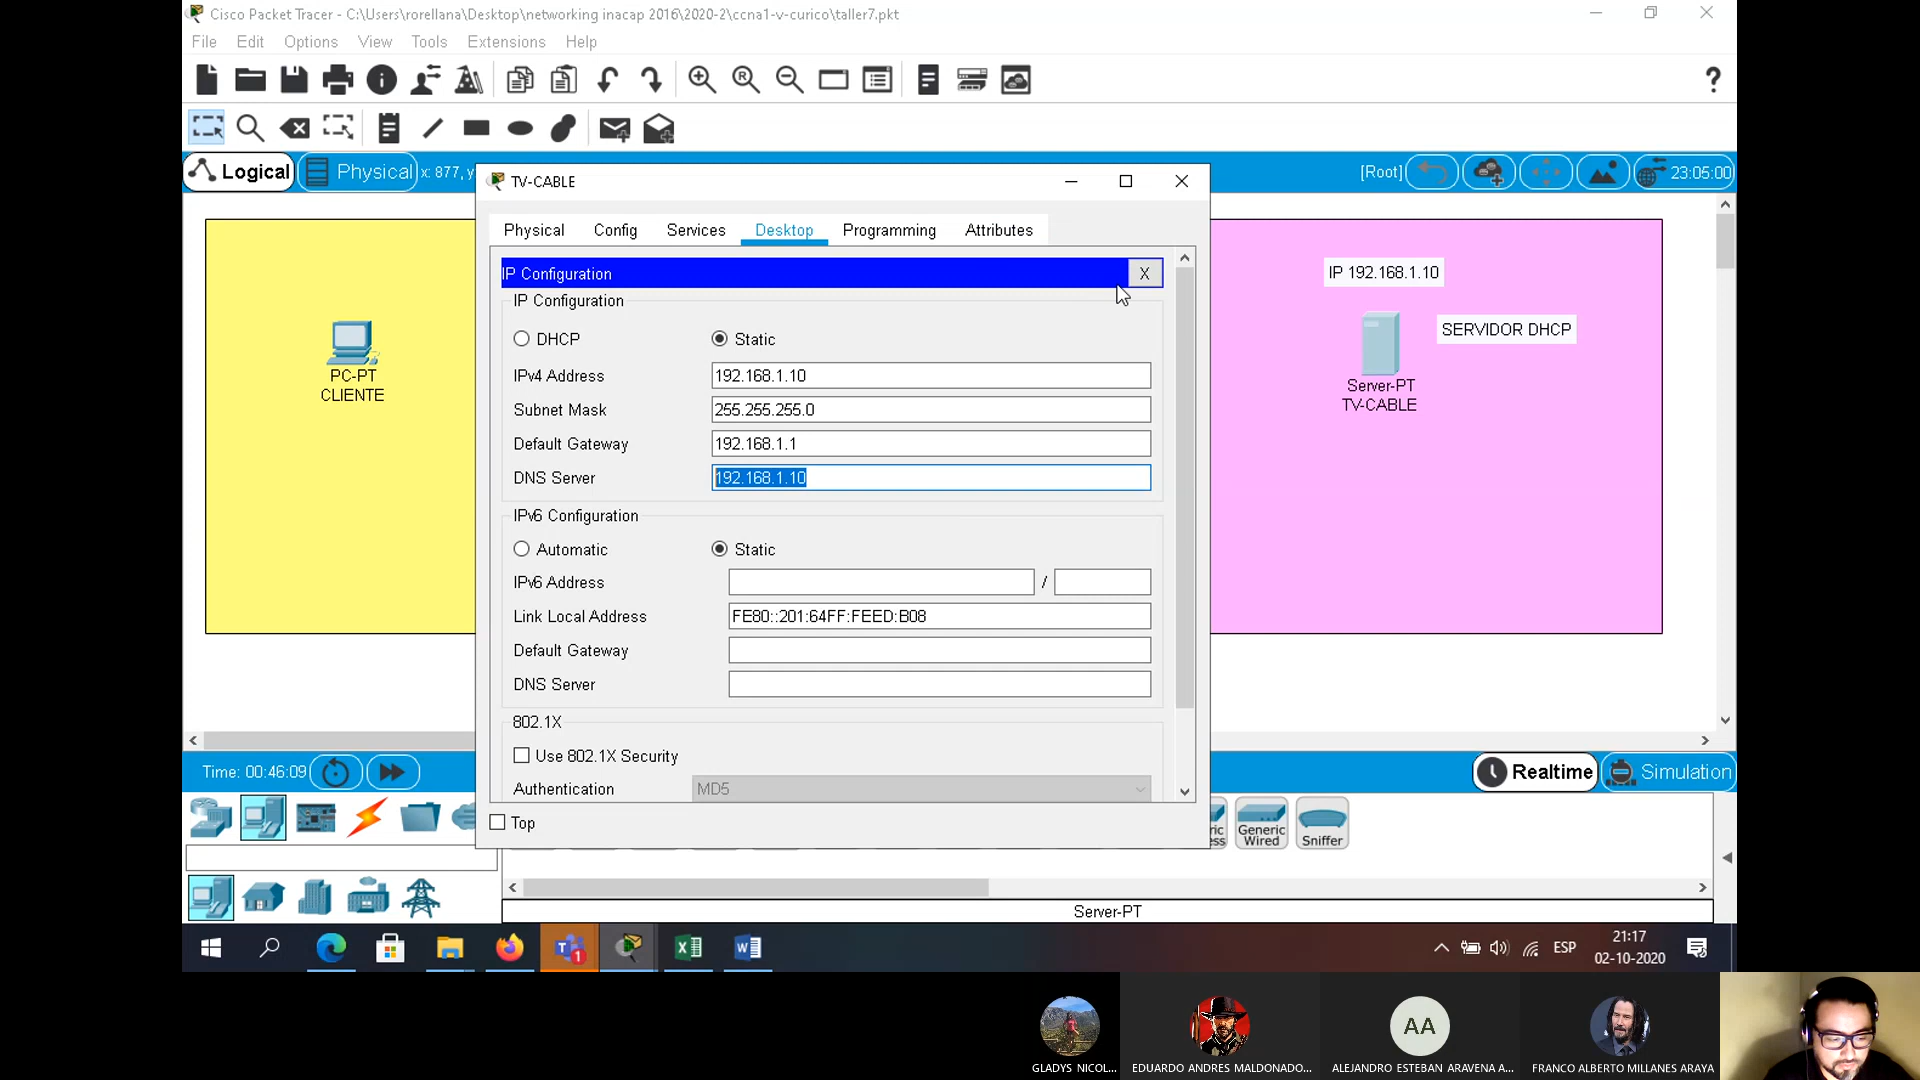 Cisco Packet Tracer - C:\Users\rorellana\Desktop\networking inacap 2016\2020-2\ccna1-v-curico\taller7.pkt
File Edit Options View Tools Extensions Help
Logical Physical x: 877, y
[Root] 23:05:00
TV-CABLE
Physical Config Services Desktop Programming Attributes
IP Configuration X
IP Configuration
DHCP Static
IPv4 Address 192.168.1.10
Subnet Mask 255.255.255.0
Default Gateway 192.168.1.1
DNS Server 192.168.1.10
IPv6 Configuration
Automatic Static
IPv6 Address /
Link Local Address FE80::201:64FF:FEED:B08
Default Gateway
DNS Server
802.1X
Use 802.1X Security
Authentication MD5
Top
PC-PT
CLIENTE
IP 192.168.1.10
SERVIDOR DHCP
Server-PT
TV-CABLE
Time: 00:46:09
Realtime Simulation
Generic
Wired
Sniffer
Server-PT
ESP
21:17
02-10-2020
GLADYS NICOL...
EDUARDO ANDRES MALDONADO...
AA
ALEJANDRO ESTEBAN ARAVENA A...
FRANCO ALBERTO MILLANES ARAYA